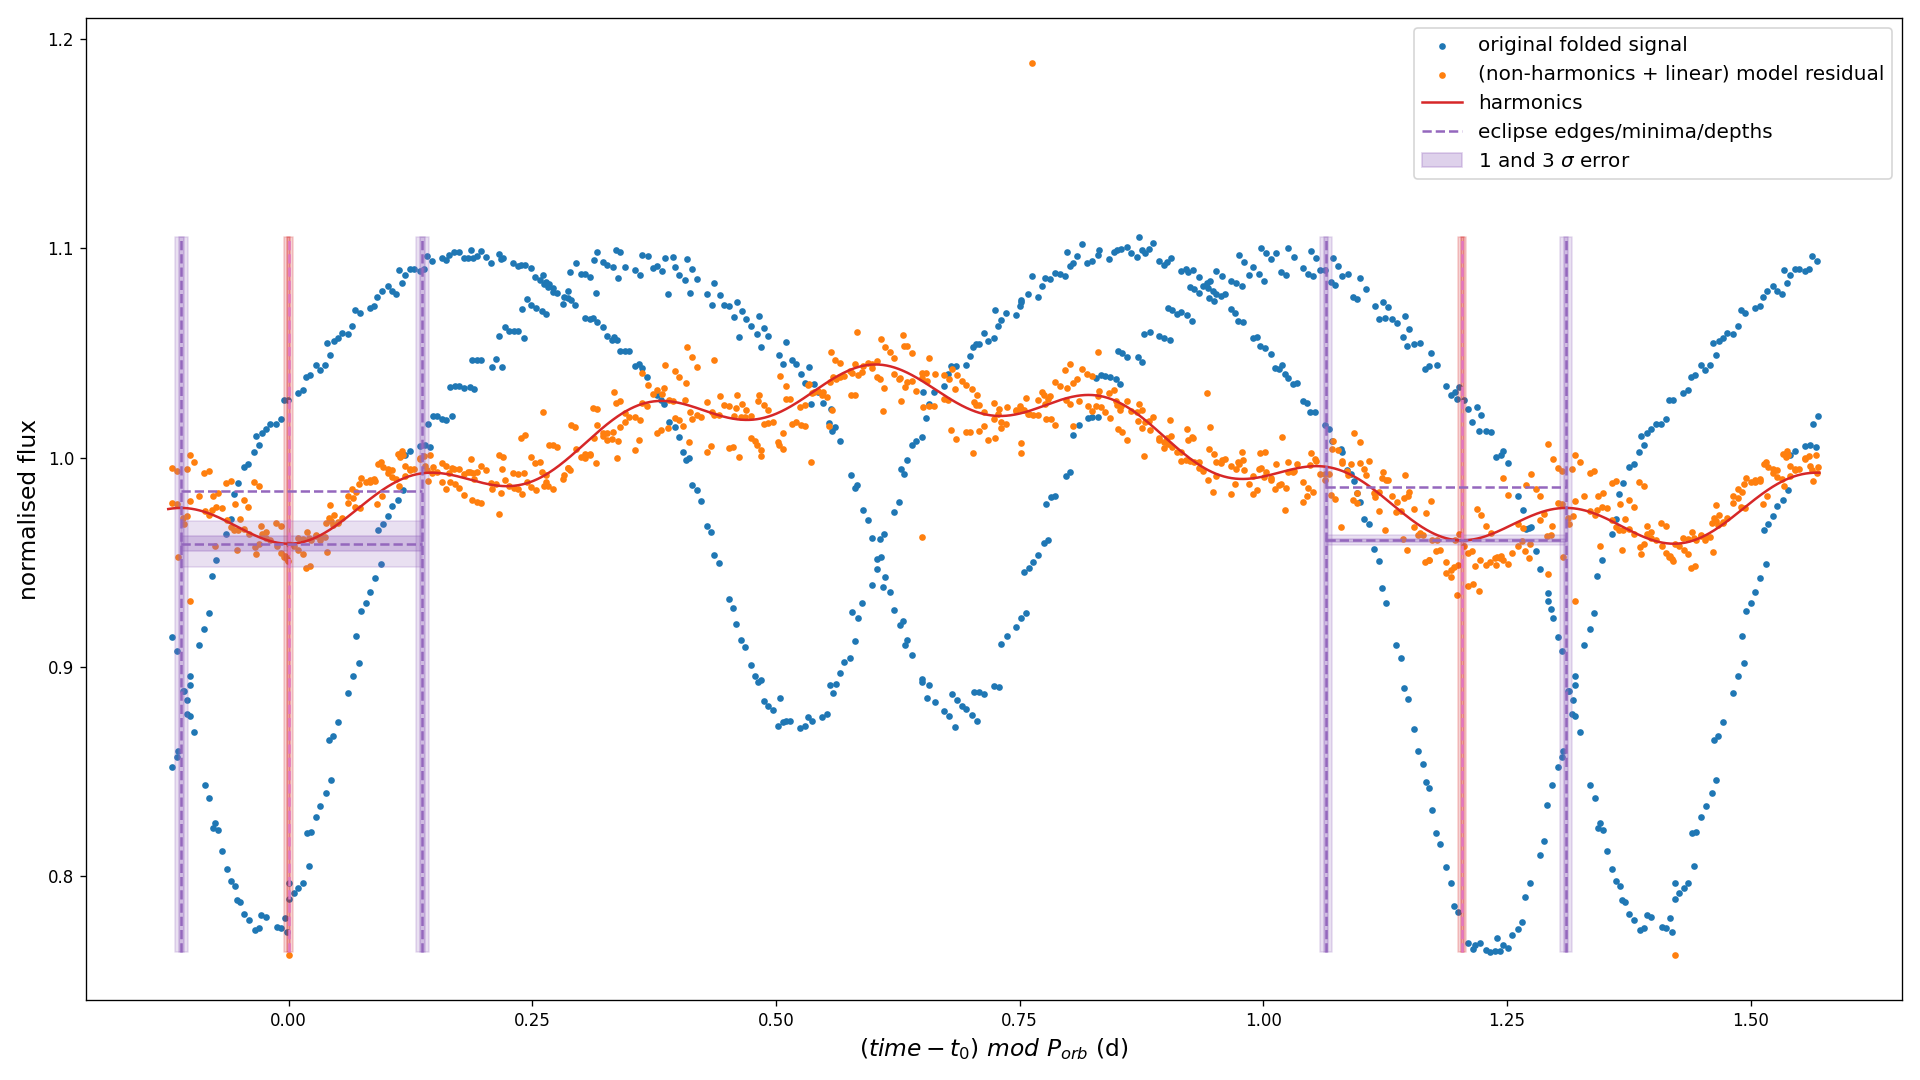 1.2
1.1
1.0
0.9
0.8
normalised flux
original folded signal
(non-harmonics + linear) model residual
harmonics
eclipse edges/minima/depths
1 and 3 σ error
0.00 0.25 0.50 0.75 1.00 1.25 1.50
(time − t₀) mod P_orb (d)